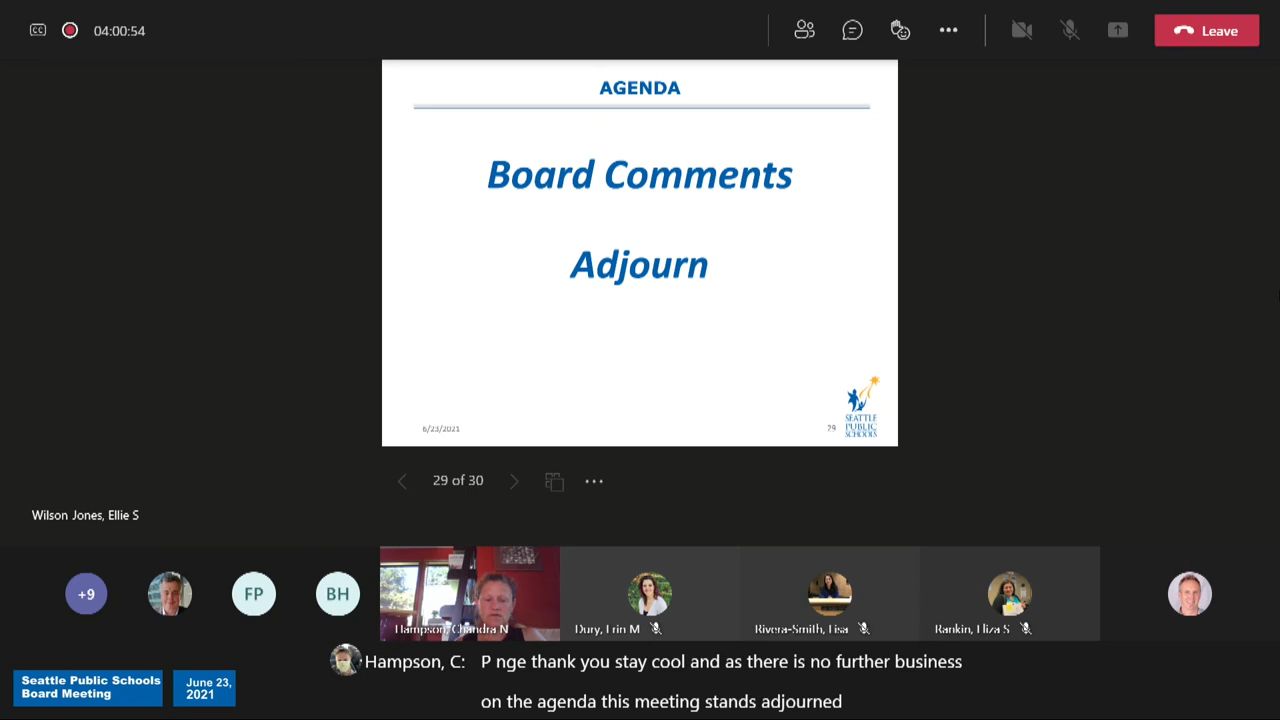 CC
04:00:54
Leave
AGENDA
Board Comments
Adjourn
6/23/2021
29
SEATTLE
PUBLIC
SCHOOLS
29 of 30
Wilson Jones, Ellie S
+9
FP
BH
Hampson, Chandra N
Dury, Erin M
Rivera-Smith, Lisa
Rankin, Eliza S
Hampson, C: P nge thank you stay cool and as there is no further business
on the agenda this meeting stands adjourned
Seattle Public Schools
Board Meeting
June 23,
2021